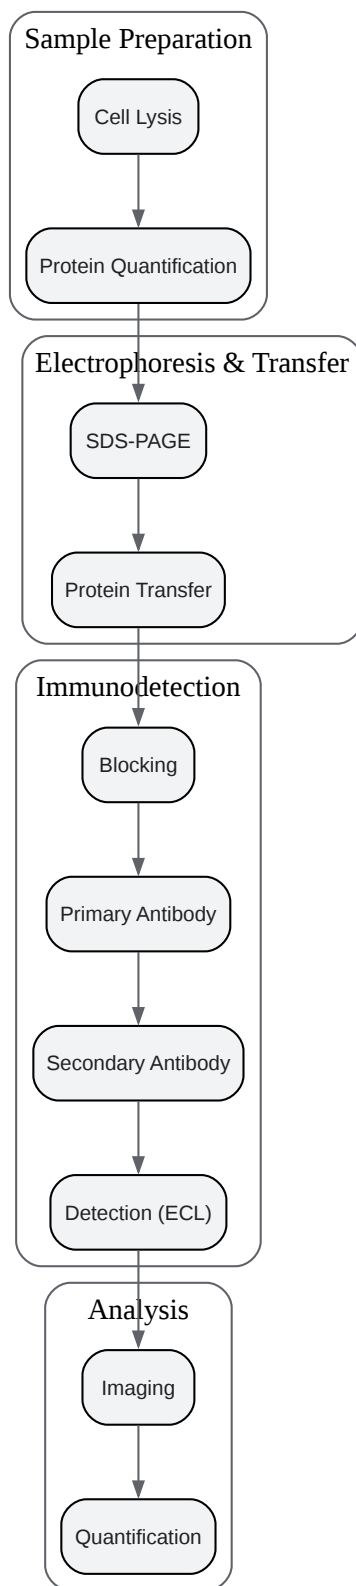 Sample Preparation
Cell Lysis
Protein Quantification
Electrophoresis & Transfer
SDS-PAGE
Protein Transfer
Immunodetection
Blocking
Primary Antibody
Secondary Antibody
Detection (ECL)
Analysis
Imaging
Quantification